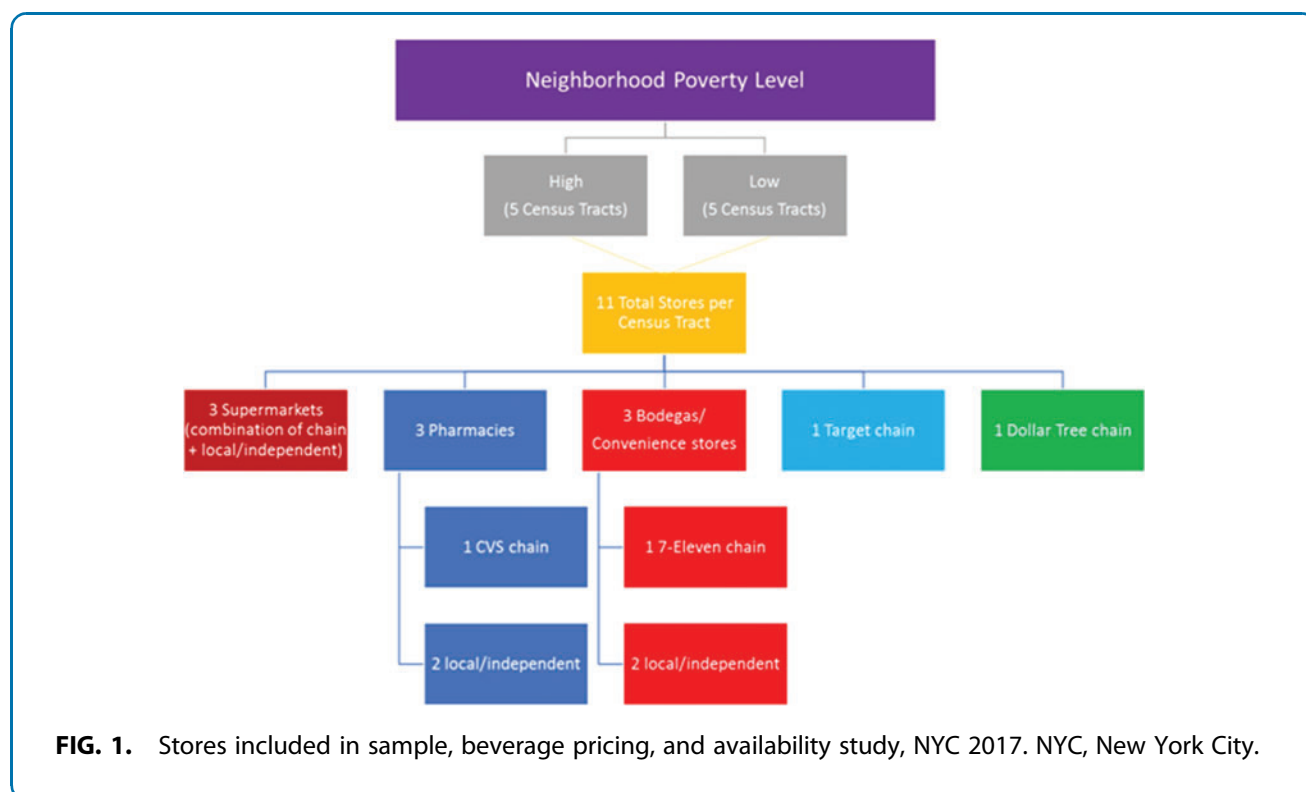 Neighborhood Poverty Level
High
(5 Census Tracts)
Low
(5 Census Tracts)
11 Total Stores per
Census Tract
3 Supermarkets
(combination of chain
+ local/independent)
3 Pharmacies
3 Bodegas/
Convenience stores
1 Target chain
1 Dollar Tree chain
1 CVS chain
1 7-Eleven chain
2 local/independent
2 local/independent
FIG. 1. Stores included in sample, beverage pricing, and availability study, NYC 2017. NYC, New York City.